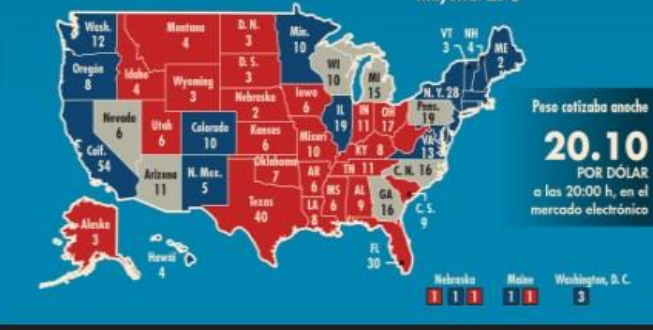 Wash.
12
Oregón
8
Calif.
54
Nevada
6
Idaho
4
Montana
4
Wyoming
3
Utah
6
Arizona
11
Colorado
10
N. Mex.
5
D. N.
3
D. S.
3
Nebraska
2
Kansas
6
Oklahoma
7
Texas
40
Min.
10
Iowa
6
Misuri
10
AR
6
LA
8
WI
10
IL
19
MI
15
IN
11
OH
17
KY 8
TN 11
MS
6
AL
9
GA
16
FL
30
C. S.
9
C. N. 16
VA
13
Pens.
19
N. Y. 28
VT
3
NH
4
ME
2
Alaska
3
Hawái
4
Peso cotizaba anoche
20.10
POR DÓLAR
a las 20:00 h, en el
mercado electrónico
Nebraska
1 1 1
Maine
1 1
Washington, D. C.
3